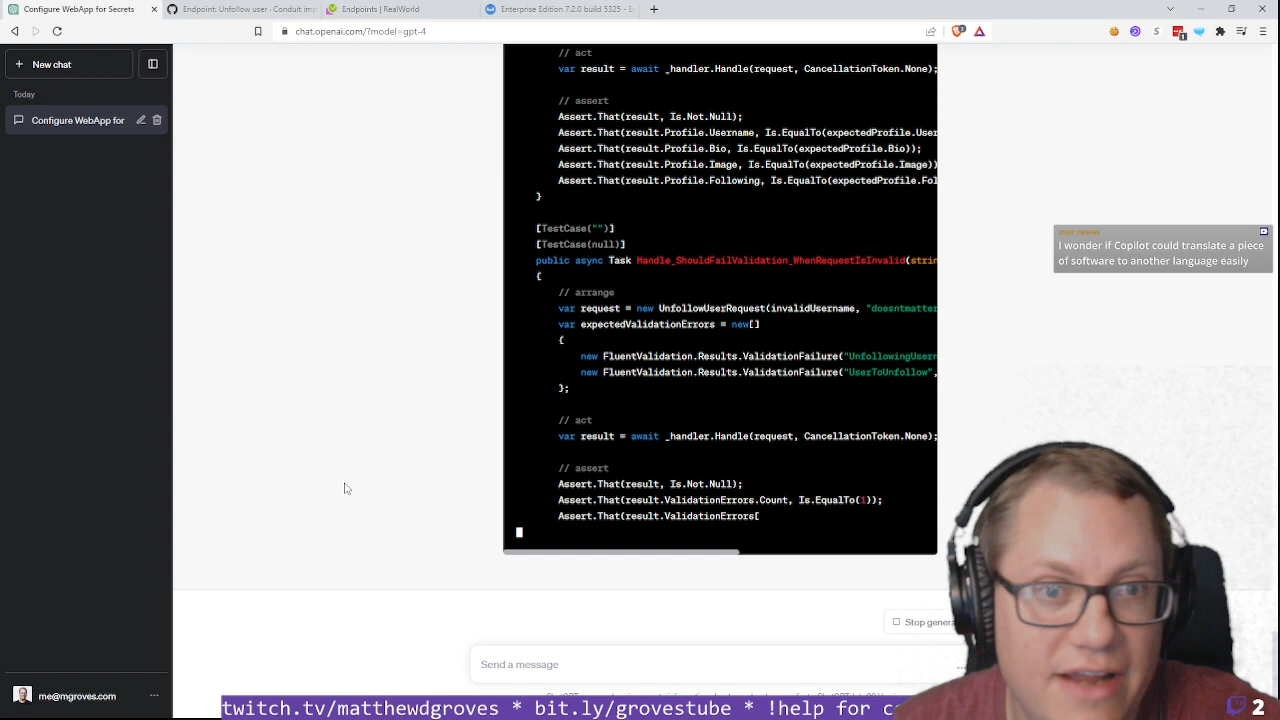 Configure WebApp for Secrets
Endpoint: Unfollow user · Conduit imp
Endpoints | RealWorld
Enterprise Edition 7.2.0 build 5325 - Ev
chat.openai.com/?model=gpt-4
New chat
Today
Configure WebApp for
// act
var result = await _handler.Handle(request, CancellationToken.None);
// assert
Assert.That(result, Is.Not.Null);
Assert.That(result.Profile.Username, Is.EqualTo(expectedProfile.User
Assert.That(result.Profile.Bio, Is.EqualTo(expectedProfile.Bio));
Assert.That(result.Profile.Image, Is.EqualTo(expectedProfile.Image))
Assert.That(result.Profile.Following, Is.EqualTo(expectedProfile.Fol
}
[TestCase("")]
[TestCase(null)]
public async Task Handle_ShouldFailValidation_WhenRequestIsInvalid(strin
{
// arrange
var request = new UnfollowUserRequest(invalidUsername, "doesntmatter
var expectedValidationErrors = new[]
{
new FluentValidation.Results.ValidationFailure("UnfollowingUsern
new FluentValidation.Results.ValidationFailure("UserToUnfollow",
};
// act
var result = await _handler.Handle(request, CancellationToken.None);
// assert
Assert.That(result, Is.Not.Null);
Assert.That(result.ValidationErrors.Count, Is.EqualTo(1));
Assert.That(result.ValidationErrors[
I wonder if Copilot could translate a piece
of software to another language easily
Stop genera
Send a message
me@mgroves.com
twitch.tv/matthewdgroves * bit.ly/grovestube * !help for c
2